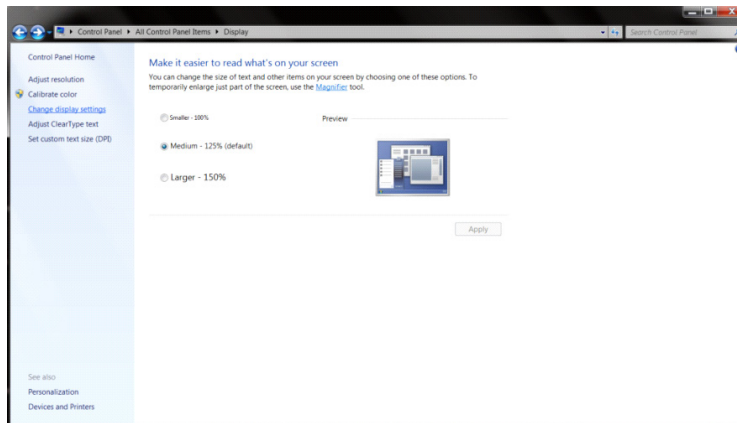 Control Panel ▸ All Control Panel Items ▸ Display
Search Control Panel
Control Panel Home
Adjust resolution
Calibrate color
Change display settings
Adjust ClearType text
Set custom text size (DPI)
See also
Personalization
Devices and Printers
Make it easier to read what's on your screen
You can change the size of text and other items on your screen by choosing one of these options. To
temporarily enlarge just part of the screen, use the Magnifier tool.
Smaller - 100%
Preview
Medium - 125% (default)
Larger - 150%
Apply